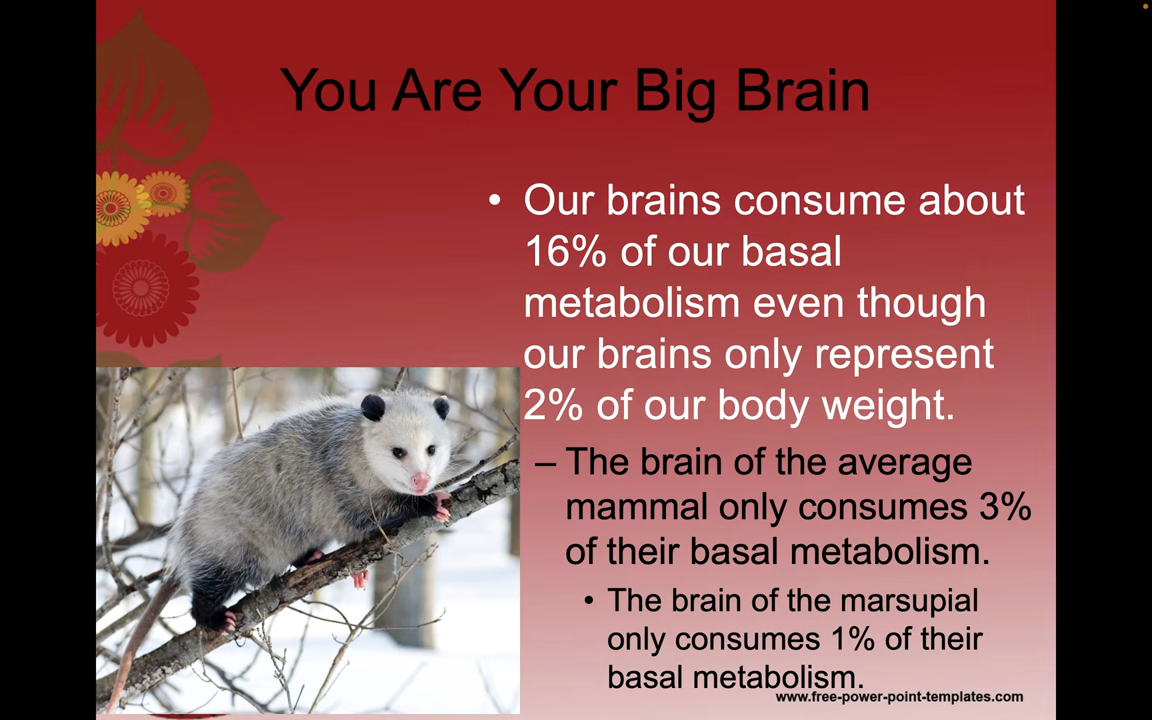 You Are Your Big Brain
• Our brains consume about
16% of our basal
metabolism even though
our brains only represent
2% of our body weight.
– The brain of the average
mammal only consumes 3%
of their basal metabolism.
• The brain of the marsupial
only consumes 1% of their
basal metabolism.
www.free-power-point-templates.com